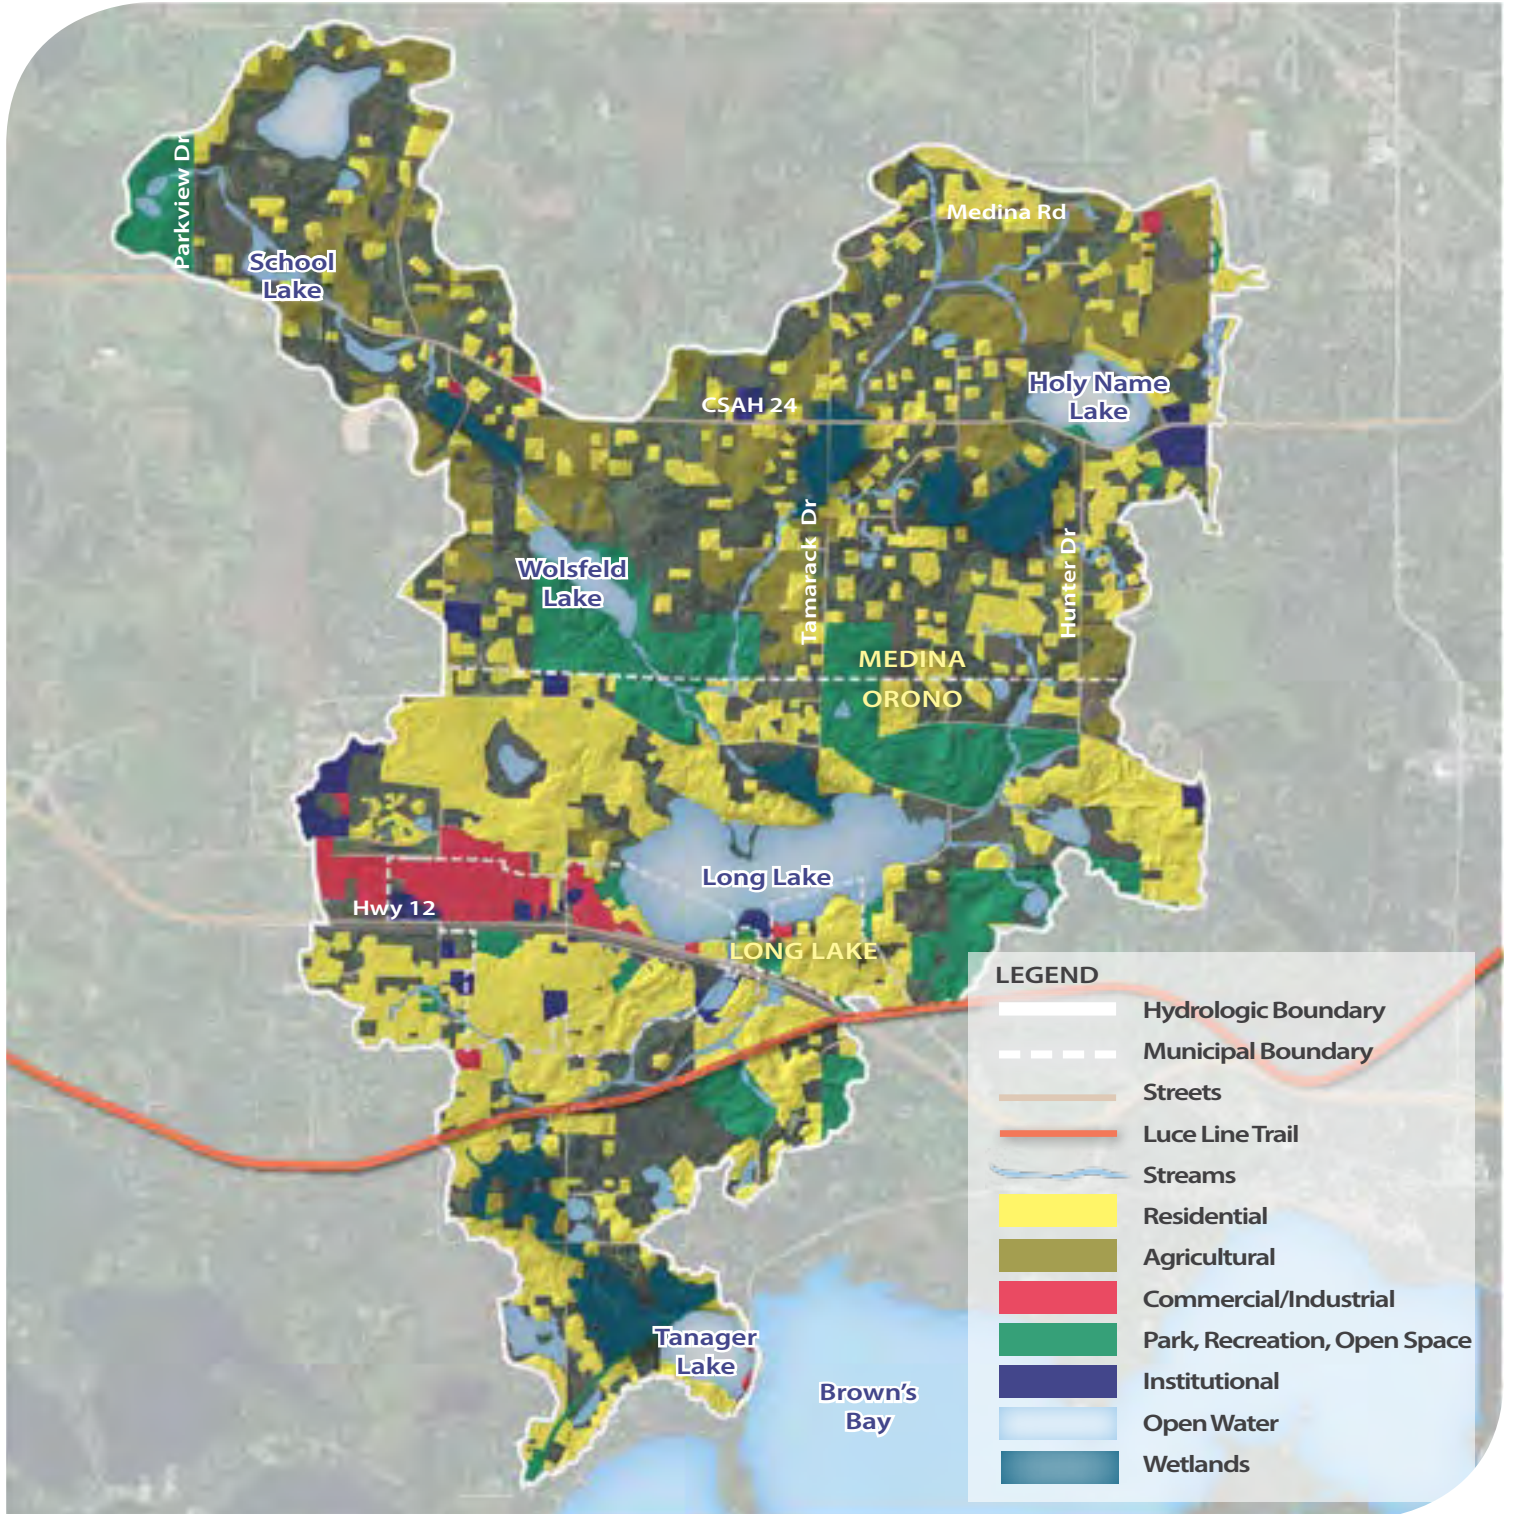 Parkview Dr
School
Lake
Medina Rd
Holy Name
Lake
CSAH 24
Wolsfeld
Lake
Tamarack Dr
Hunter Dr
MEDINA
ORONO
Long Lake
Hwy 12
LONG LAKE
Tanager
Lake
Brown's
Bay
LEGEND
Hydrologic Boundary
Municipal Boundary
Streets
Luce Line Trail
Streams
Residential
Agricultural
Commercial/Industrial
Park, Recreation, Open Space
Institutional
Open Water
Wetlands